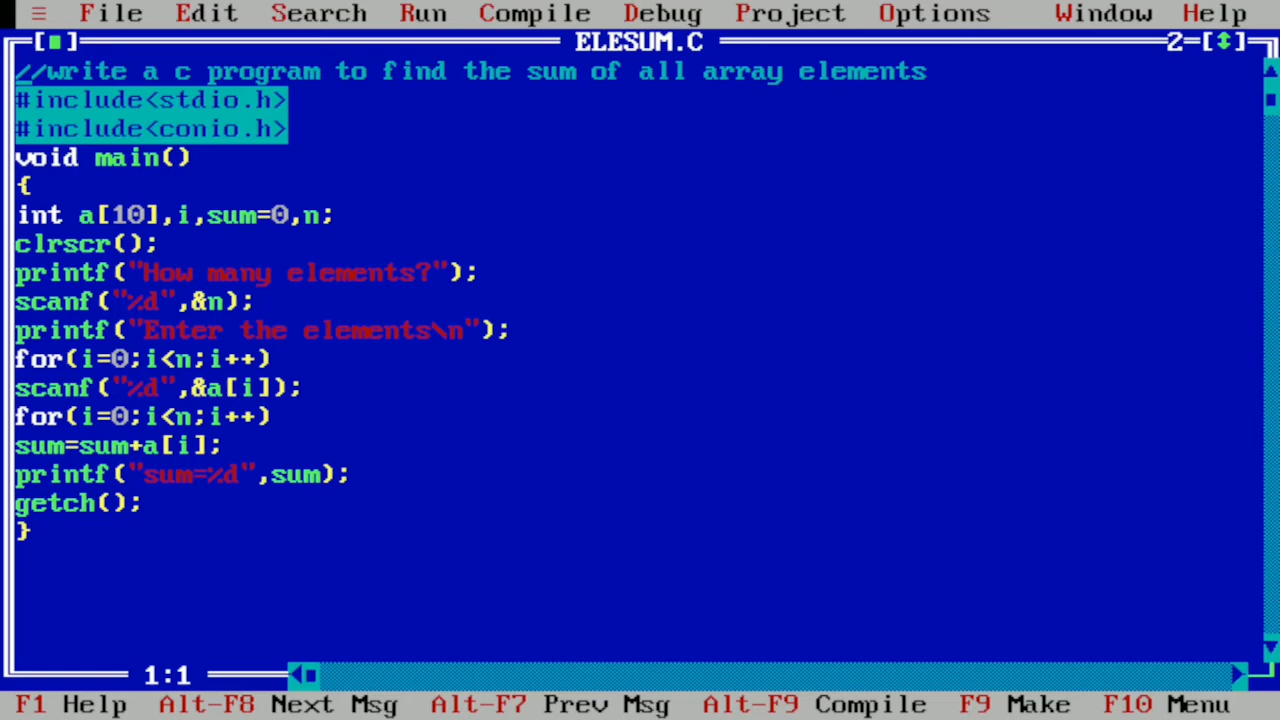 ≡ File Edit Search Run Compile Debug Project Options Window Help
[■] ELESUM.C 2=[↕]
//write a c program to find the sum of all array elements
#include<stdio.h>
#include<conio.h>
void main()
{
int a[10],i,sum=0,n;
clrscr();
printf("How many elements?");
scanf("%d",&n);
printf("Enter the elements\n");
for(i=0;i<n;i++)
scanf("%d",&a[i]);
for(i=0;i<n;i++)
sum=sum+a[i];
printf("sum=%d",sum);
getch();
}
1:1
F1 Help Alt-F8 Next Msg Alt-F7 Prev Msg Alt-F9 Compile F9 Make F10 Menu